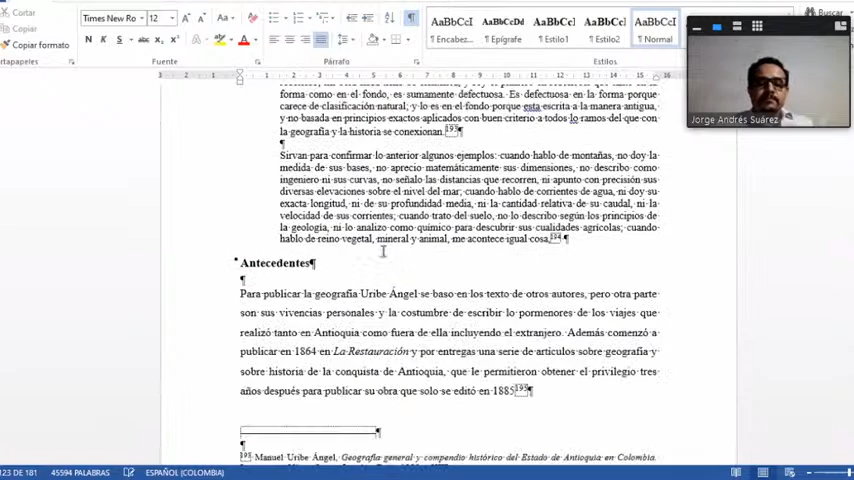 Cortar
Copiar
Copiar formato
rtapapeles
Times New Ro
12
Fuente
Párrafo
AaBbCcI
AaBbCcDd
AaBbCcI
AaBbCcI
AaBbCcI
¶ Encabez...
¶ Epígrafe
¶ Estilo1
¶ Estilo2
¶ Normal
Estilos
Buscar
Jorge Andrés Suárez
forma como en el fondo, es sumamente defectuosa. Es defectuosa en la forma porque
carece de clasificación natural; y lo es en el fondo porque esta escrita a la manera antigua,
y no basada en principios exactos aplicados con buen criterio a todos lo ramos del que con
la geografía y la historia se conexionan.193¶
¶
Sirvan para confirmar lo anterior algunos ejemplos: cuando hablo de montañas, no doy la
medida de sus bases, no aprecio matemáticamente sus dimensiones, no describo como
ingeniero ni sus curvas, no señalo las distancias que recorren, ni apunto con precisión sus
diversas elevaciones sobre el nivel del mar; cuando hablo de corrientes de agua, ni doy su
exacta longitud, ni de su profundidad media, ni la cantidad relativa de su caudal, ni la
velocidad de sus corrientes; cuando trato del suelo, no lo describo según los principios de
la geología, ni lo analizo como químico para descubrir sus cualidades agrícolas; cuando
hablo de reino vegetal, mineral y animal, me acontece igual cosa.194¶
Antecedentes¶
¶
Para publicar la geografía Uribe Ángel se baso en los texto de otros autores, pero otra parte
son sus vivencias personales y la costumbre de escribir lo pormenores de los viajes que
realizó tanto en Antioquia como fuera de ella incluyendo el extranjero. Además comenzó a
publicar en 1864 en La Restauración y por entregas una serie de artículos sobre geografía y
sobre historia de la conquista de Antioquia, que le permitieron obtener el privilegio tres
años después para publicar su obra que solo se editó en 1885195¶
¶
¶
193 Manuel Uribe Ángel, Geografía general y compendio histórico del Estado de Antioquia en Colombia.
123 DE 181
45594 PALABRAS
ESPAÑOL (COLOMBIA)